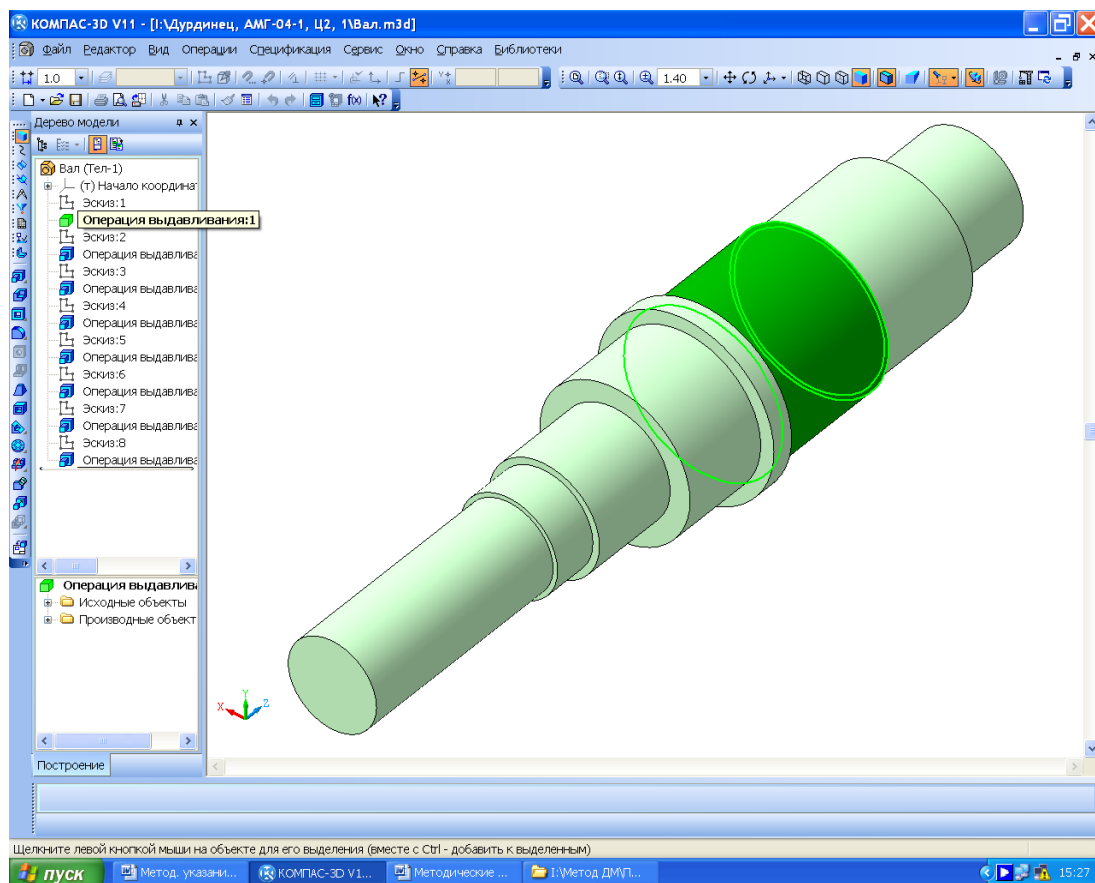 КОМПАС-3D V11 - [I:\Дурдинец, АМГ-04-1, Ц2, 1\Вал.m3d]
Файл Редактор Вид Операции Спецификация Сервис Окно Справка Библиотеки
1.0 1.40
f(x)
Дерево модели
Вал (Тел-1)
(т) Начало координат
Эскиз:1
Операция выдавливания:1
Эскиз:2
Операция выдавлива
Эскиз:3
Операция выдавлива
Эскиз:4
Операция выдавлива
Эскиз:5
Операция выдавлива
Эскиз:6
Операция выдавлива
Эскиз:7
Операция выдавлива
Эскиз:8
Операция выдавлива
Операция выдавлива
Исходные объекты
Производные объект
Построение
X Y Z
Щелкните левой кнопкой мыши на объекте для его выделения (вместе с Ctrl - добавить к выделенным)
пуск Метод. указани... КОМПАС-3D V1... Методические ... I:\Метод ДМ\П... 15:27